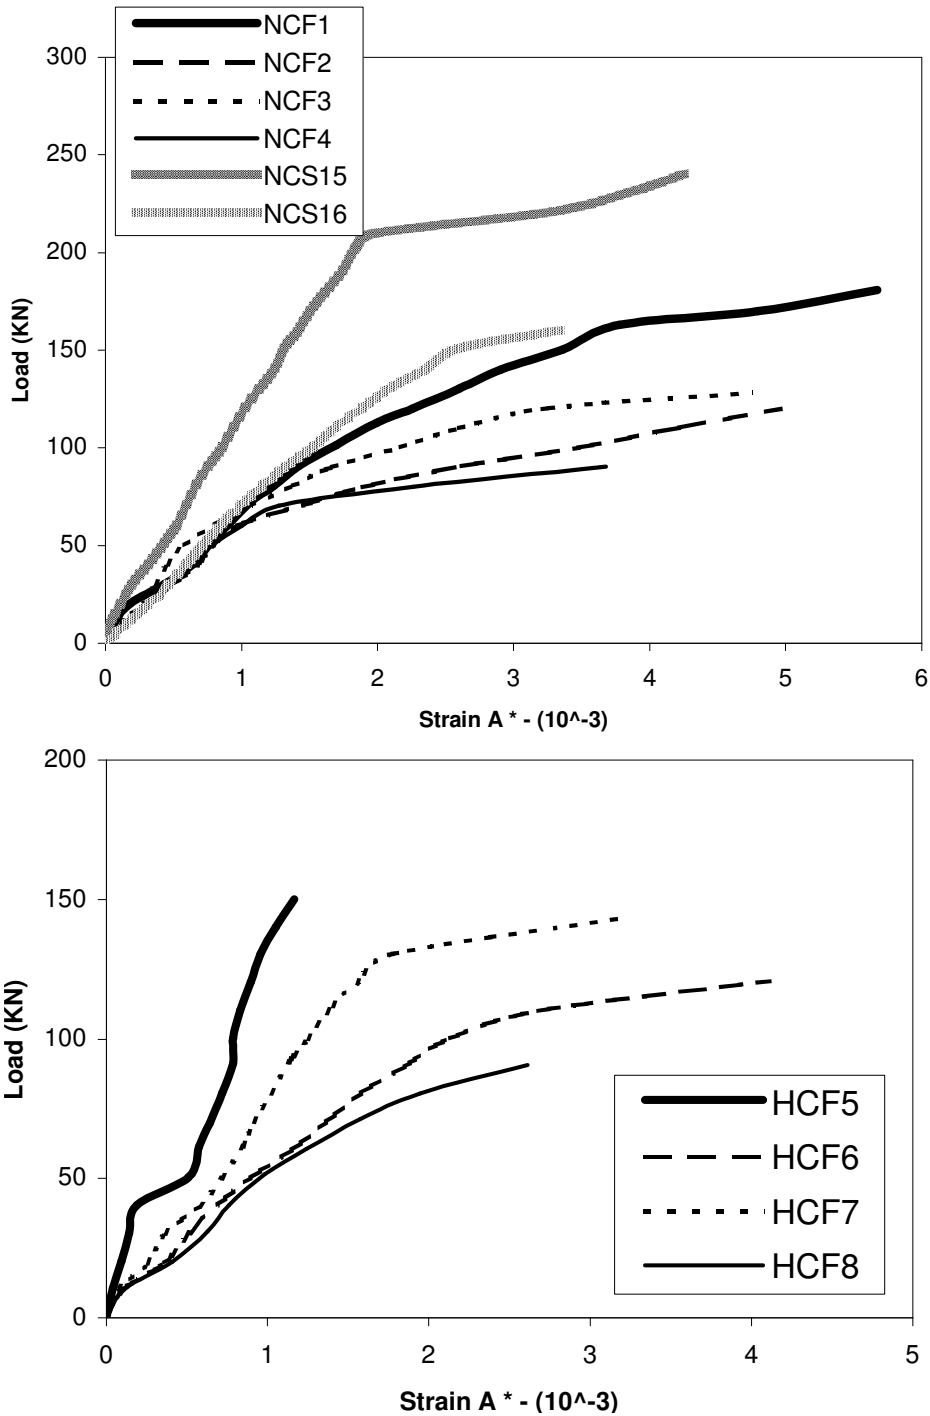 NCF1
NCF2
NCF3
NCF4
NCS15
NCS16
300
250
200
150
100
50
0
Load (KN)
0 1 2 3 4 5 6
Strain A * - (10^-3)
200
150
100
50
0
Load (KN)
HCF5
HCF6
HCF7
HCF8
0 1 2 3 4 5
Strain A * - (10^-3)